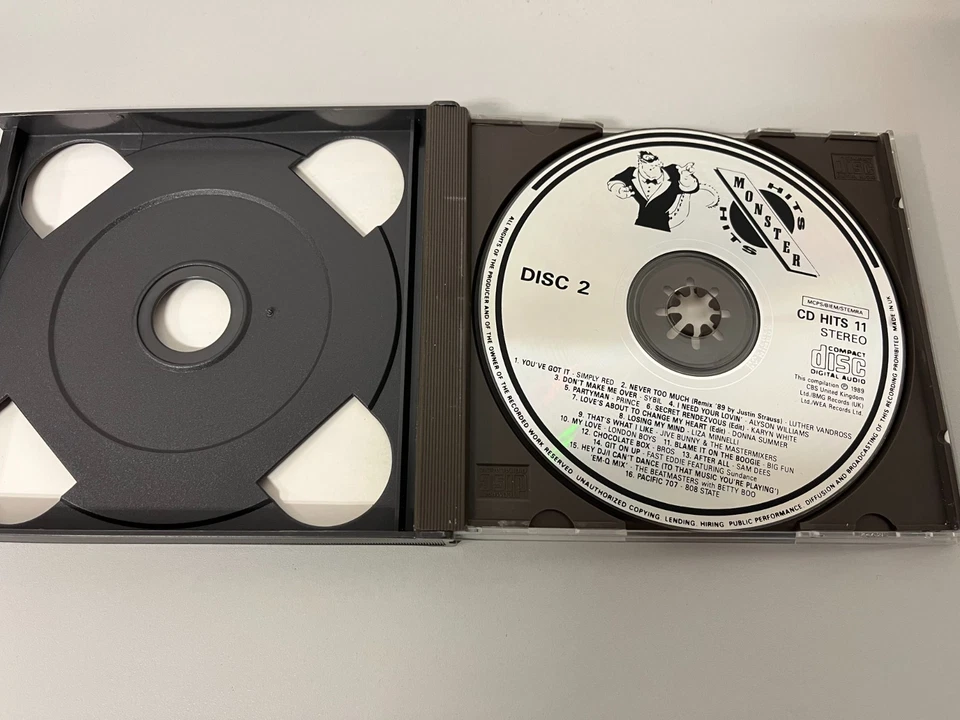 HITS
MONSTER
HITS
DISC 2
MCPS/BIEM/STEMRA
CD HITS 11
STEREO
COMPACT
disc
DIGITAL AUDIO
This compilation ℗ 1989
CBS United Kingdom
Ltd./BMG Records (UK)
Ltd./WEA Records Ltd.
1. YOU'VE GOT IT - SIMPLY RED 2. NEVER TOO MUCH (Remix '89 by Justin Strauss) - LUTHER VANDROSS
3. DON'T MAKE ME OVER - SYBIL 4. I NEED YOUR LOVIN' - ALYSON WILLIAMS
5. PARTYMAN - PRINCE 6. SECRET RENDEZVOUS (Edit) - KARYN WHITE
7. LOVE'S ABOUT TO CHANGE MY HEART (Edit) - DONNA SUMMER
8. LOSING MY MIND - LIZA MINNELLI
9. THAT'S WHAT I LIKE - JIVE BUNNY & THE MASTERMIXERS
10. MY LOVE - LONDON BOYS 11. BLAME IT ON THE BOOGIE - BIG FUN
12. CHOCOLATE BOX - BROS 13. AFTER ALL - SAM DEES
14. GIT ON UP - FAST EDDIE FEATURING Sundance
15. HEY DJ/I CAN'T DANCE (TO THAT MUSIC YOU'RE PLAYING')
'EM-Q MIX' - THE BEATMASTERS with BETTY BOO
16. PACIFIC 707 - 808 STATE
ALL RIGHTS OF THE PRODUCER AND OF THE OWNER OF THE RECORDED WORK RESERVED. UNAUTHORIZED COPYING, LENDING, HIRING, PUBLIC PERFORMANCE, DIFFUSION AND BROADCASTING OF THIS RECORDING PROHIBITED. MADE IN U.K.